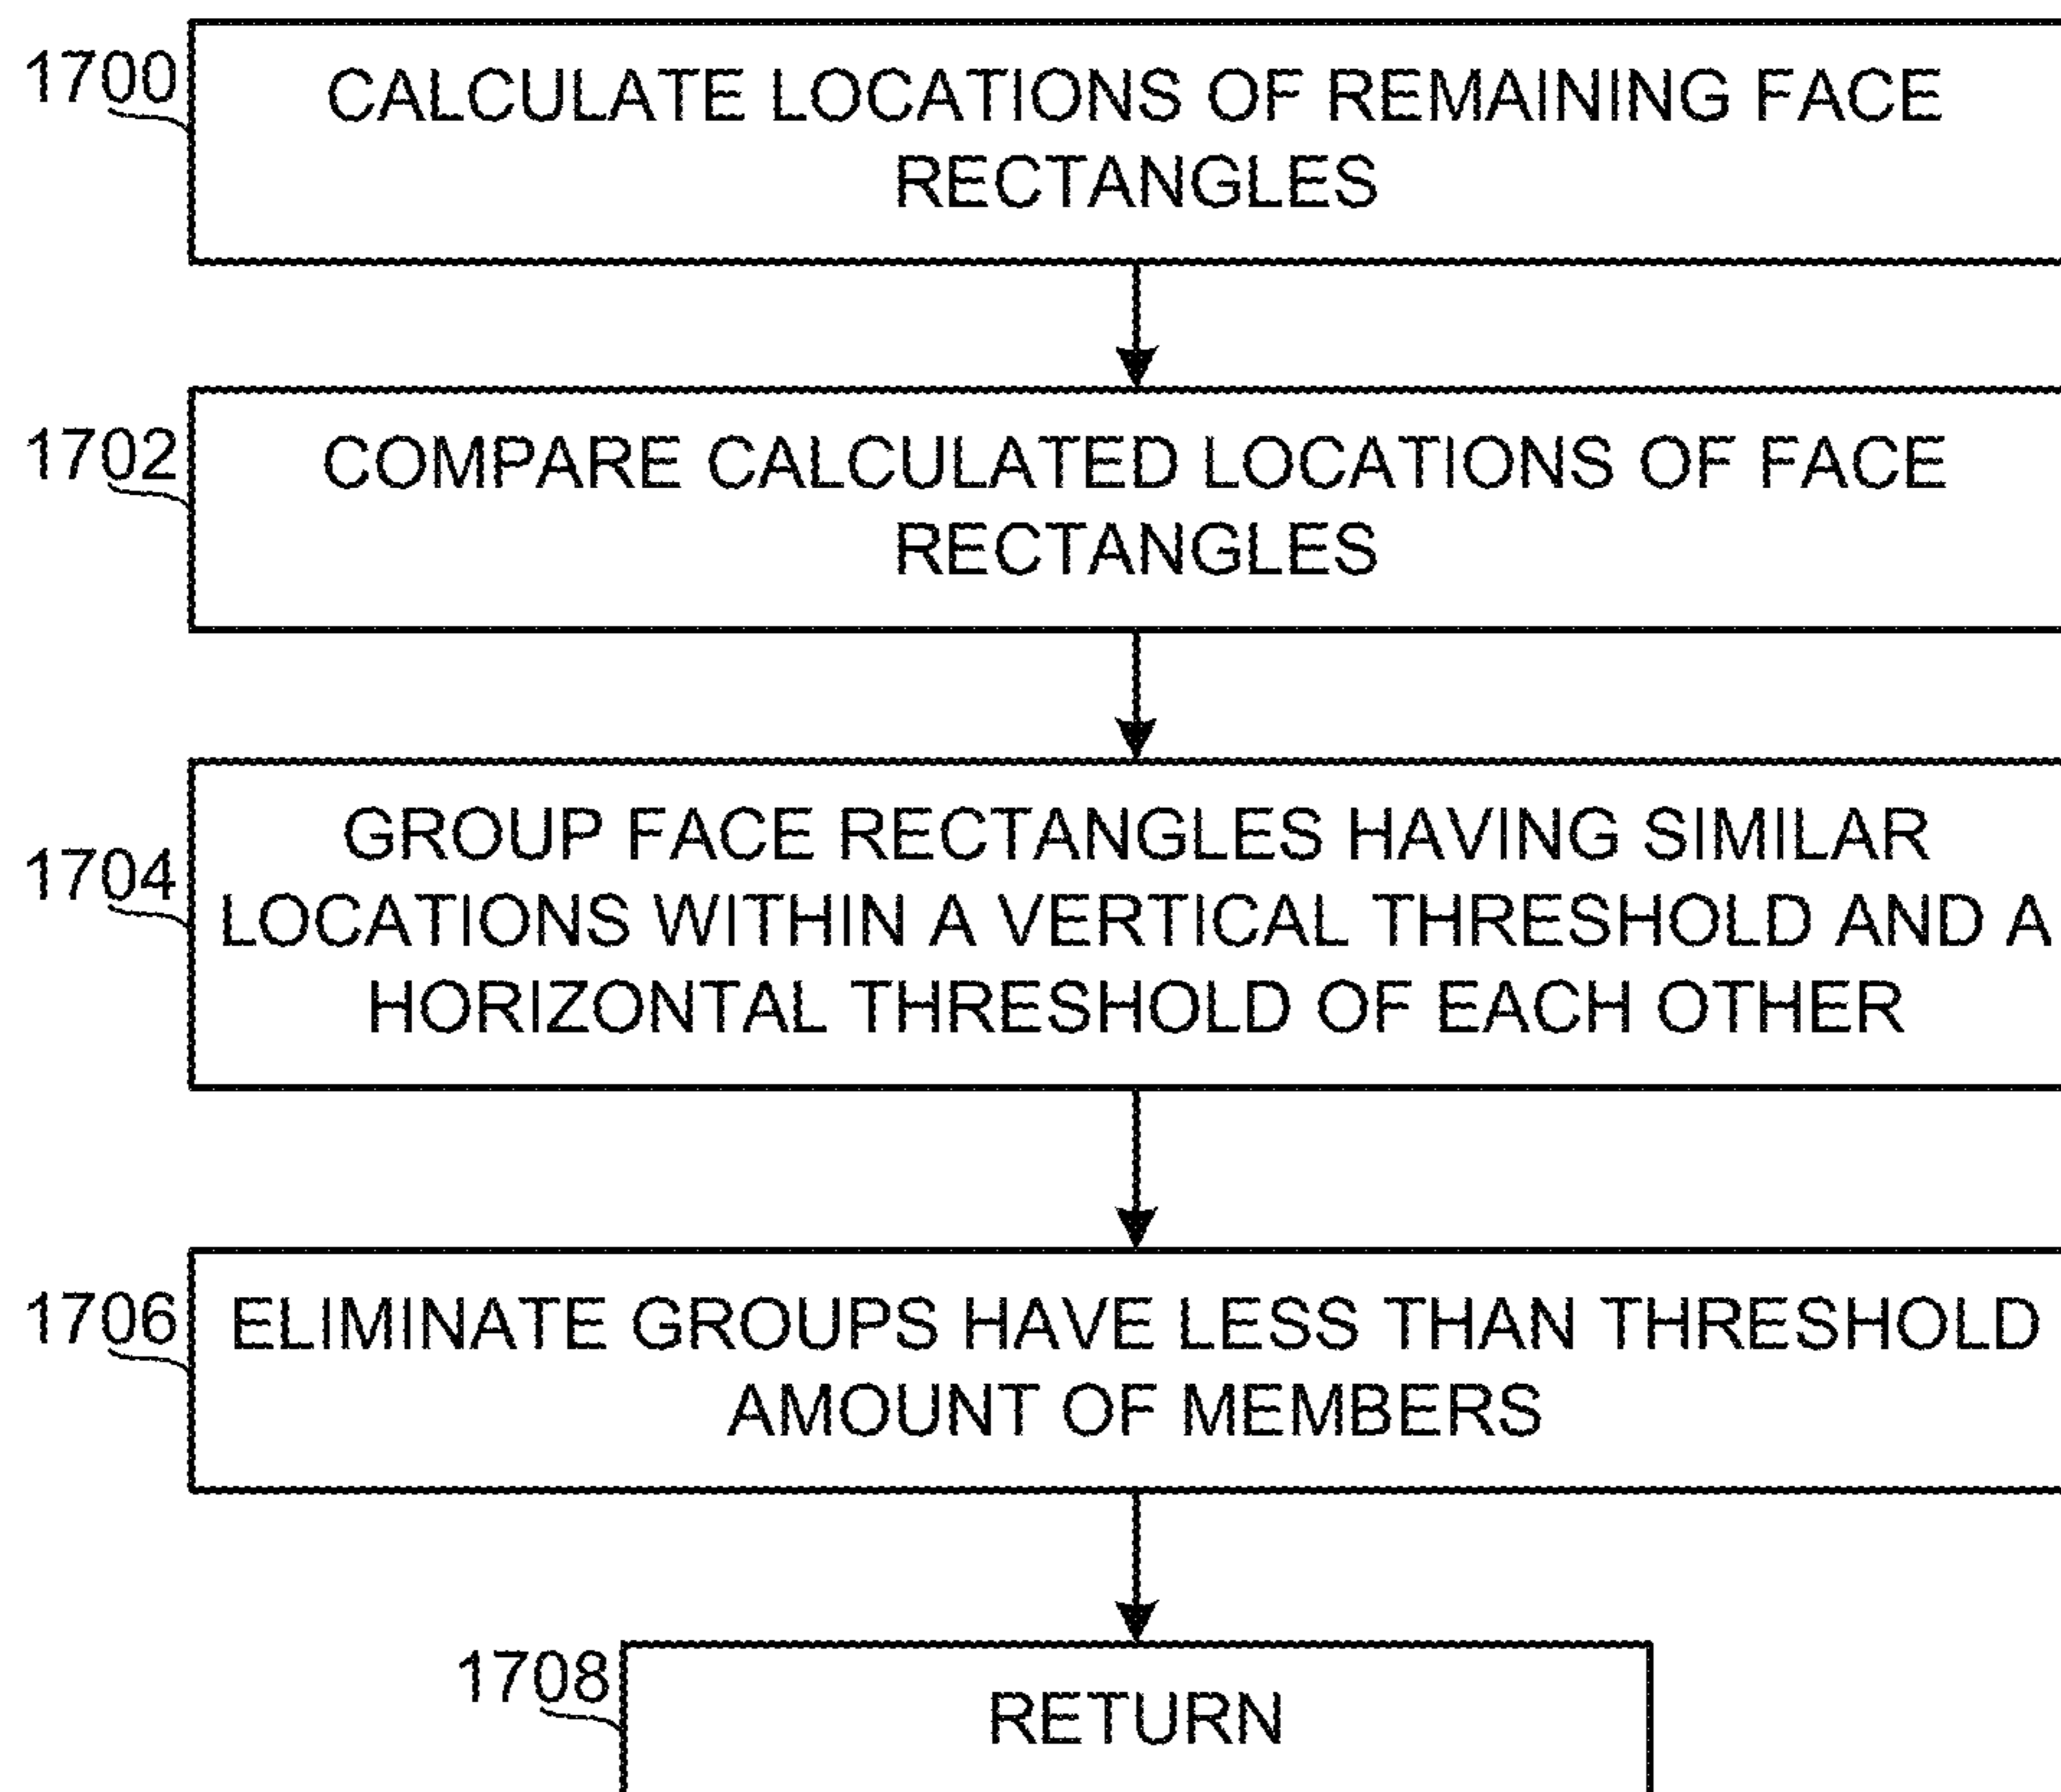 1700
CALCULATE LOCATIONS OF REMAINING FACE
RECTANGLES
1702
COMPARE CALCULATED LOCATIONS OF FACE
RECTANGLES
1704
GROUP FACE RECTANGLES HAVING SIMILAR
LOCATIONS WITHIN A VERTICAL THRESHOLD AND A
HORIZONTAL THRESHOLD OF EACH OTHER
1706
ELIMINATE GROUPS HAVE LESS THAN THRESHOLD
AMOUNT OF MEMBERS
1708
RETURN